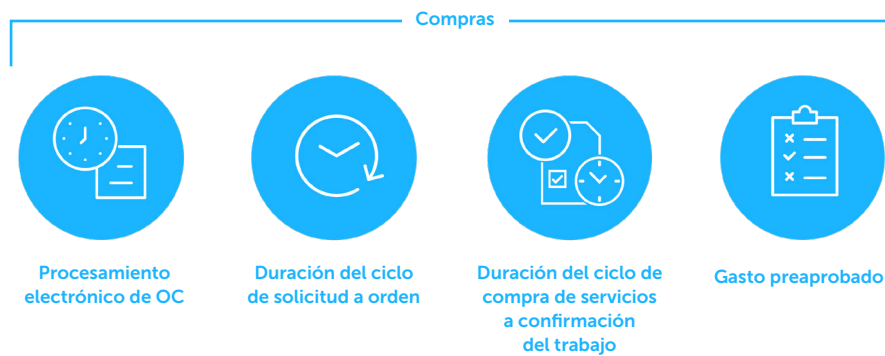 Compras
Procesamiento
electrónico de OC
Duración del ciclo
de solicitud a orden
Duración del ciclo de
compra de servicios
a confirmación
del trabajo
Gasto preaprobado